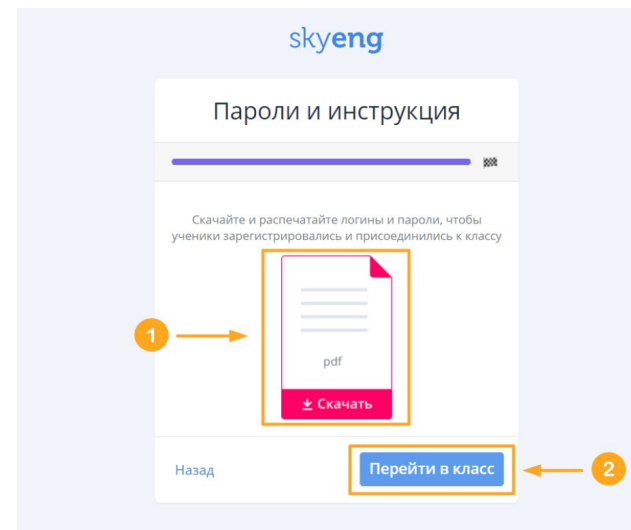 skyeng
Пароли и инструкция
Скачайте и распечатайте логины и пароли, чтобы
ученики зарегистрировались и присоединились к классу
1
pdf
Скачать
Назад
Перейти в класс
2